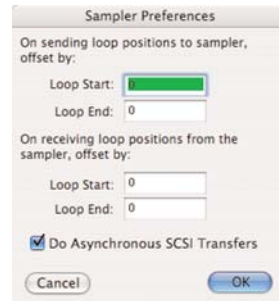 Sampler Preferences
On sending loop positions to sampler,
offset by:
Loop Start: 0
Loop End: 0
On receiving loop positions from the
sampler, offset by:
Loop Start: 0
Loop End: 0
Do Asynchronous SCSI Transfers
Cancel OK